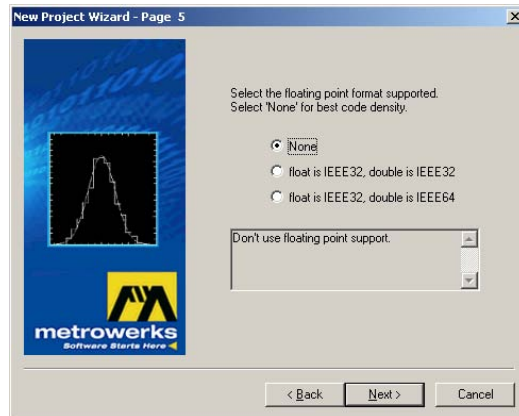 New Project Wizard - Page 5
Select the floating point format supported.
Select 'None' for best code density.
None
float is IEEE32, double is IEEE32
float is IEEE32, double is IEEE64
Don't use floating point support.
metrowerks
Software Starts Here
< Back
Next >
Cancel